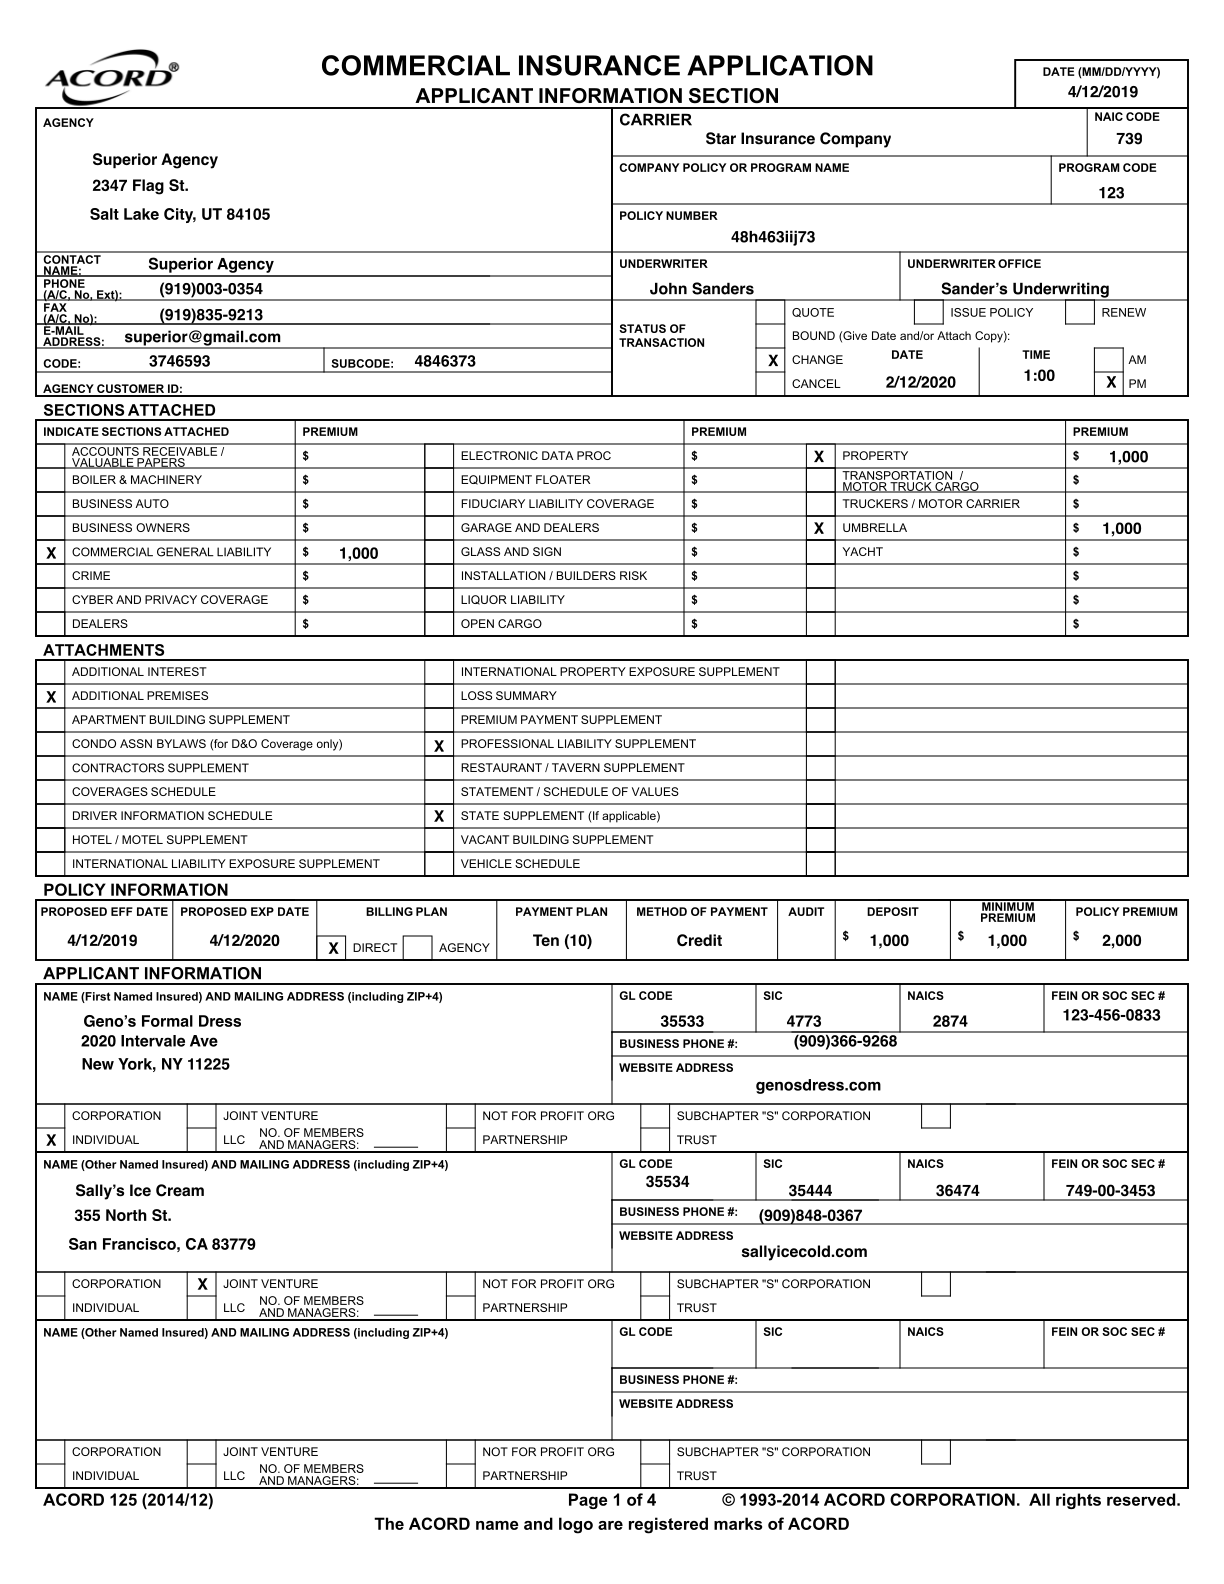 ACORD®
COMMERCIAL INSURANCE APPLICATION
APPLICANT INFORMATION SECTION
DATE (MM/DD/YYYY)
4/12/2019
AGENCY
Superior Agency
2347 Flag St.
Salt Lake City, UT 84105
CARRIER
Star Insurance Company
NAIC CODE
739
COMPANY POLICY OR PROGRAM NAME
PROGRAM CODE
123
POLICY NUMBER
48h463iij73
CONTACT NAME: Superior Agency
PHONE (A/C, No, Ext): (919)003-0354
FAX (A/C, No): (919)835-9213
E-MAIL ADDRESS: superior@gmail.com
CODE: 3746593 SUBCODE: 4846373
AGENCY CUSTOMER ID:
UNDERWRITER
John Sanders
UNDERWRITER OFFICE
Sander's Underwriting
STATUS OF TRANSACTION
QUOTE ISSUE POLICY RENEW
BOUND (Give Date and/or Attach Copy):
X CHANGE DATE TIME AM
CANCEL 2/12/2020 1:00 X PM
SECTIONS ATTACHED
INDICATE SECTIONS ATTACHED PREMIUM PREMIUM PREMIUM
ACCOUNTS RECEIVABLE / VALUABLE PAPERS $ ELECTRONIC DATA PROC $ X PROPERTY $ 1,000
BOILER & MACHINERY $ EQUIPMENT FLOATER $ TRANSPORTATION / MOTOR TRUCK CARGO $
BUSINESS AUTO $ FIDUCIARY LIABILITY COVERAGE $ TRUCKERS / MOTOR CARRIER $
BUSINESS OWNERS $ GARAGE AND DEALERS $ X UMBRELLA $ 1,000
X COMMERCIAL GENERAL LIABILITY $ 1,000 GLASS AND SIGN $ YACHT $
CRIME $ INSTALLATION / BUILDERS RISK $ $
CYBER AND PRIVACY COVERAGE $ LIQUOR LIABILITY $ $
DEALERS $ OPEN CARGO $ $
ATTACHMENTS
ADDITIONAL INTEREST INTERNATIONAL PROPERTY EXPOSURE SUPPLEMENT
X ADDITIONAL PREMISES LOSS SUMMARY
APARTMENT BUILDING SUPPLEMENT PREMIUM PAYMENT SUPPLEMENT
CONDO ASSN BYLAWS (for D&O Coverage only) X PROFESSIONAL LIABILITY SUPPLEMENT
CONTRACTORS SUPPLEMENT RESTAURANT / TAVERN SUPPLEMENT
COVERAGES SCHEDULE STATEMENT / SCHEDULE OF VALUES
DRIVER INFORMATION SCHEDULE X STATE SUPPLEMENT (If applicable)
HOTEL / MOTEL SUPPLEMENT VACANT BUILDING SUPPLEMENT
INTERNATIONAL LIABILITY EXPOSURE SUPPLEMENT VEHICLE SCHEDULE
POLICY INFORMATION
PROPOSED EFF DATE PROPOSED EXP DATE BILLING PLAN PAYMENT PLAN METHOD OF PAYMENT AUDIT DEPOSIT MINIMUM PREMIUM POLICY PREMIUM
4/12/2019 4/12/2020 X DIRECT AGENCY Ten (10) Credit $ 1,000 $ 1,000 $ 2,000
APPLICANT INFORMATION
NAME (First Named Insured) AND MAILING ADDRESS (including ZIP+4)
Geno's Formal Dress
2020 Intervale Ave
New York, NY 11225
GL CODE SIC NAICS FEIN OR SOC SEC #
35533 4773 2874 123-456-0833
BUSINESS PHONE #: (909)366-9268
WEBSITE ADDRESS
genosdress.com
CORPORATION JOINT VENTURE NOT FOR PROFIT ORG SUBCHAPTER "S" CORPORATION
X INDIVIDUAL LLC NO. OF MEMBERS AND MANAGERS: PARTNERSHIP TRUST
NAME (Other Named Insured) AND MAILING ADDRESS (including ZIP+4)
Sally's Ice Cream
355 North St.
San Francisco, CA 83779
GL CODE SIC NAICS FEIN OR SOC SEC #
35534 35444 36474 749-00-3453
BUSINESS PHONE #: (909)848-0367
WEBSITE ADDRESS
sallyicecold.com
CORPORATION X JOINT VENTURE NOT FOR PROFIT ORG SUBCHAPTER "S" CORPORATION
INDIVIDUAL LLC NO. OF MEMBERS AND MANAGERS: PARTNERSHIP TRUST
NAME (Other Named Insured) AND MAILING ADDRESS (including ZIP+4)
GL CODE SIC NAICS FEIN OR SOC SEC #
BUSINESS PHONE #:
WEBSITE ADDRESS
CORPORATION JOINT VENTURE NOT FOR PROFIT ORG SUBCHAPTER "S" CORPORATION
INDIVIDUAL LLC NO. OF MEMBERS AND MANAGERS: PARTNERSHIP TRUST
ACORD 125 (2014/12) Page 1 of 4 © 1993-2014 ACORD CORPORATION. All rights reserved.
The ACORD name and logo are registered marks of ACORD